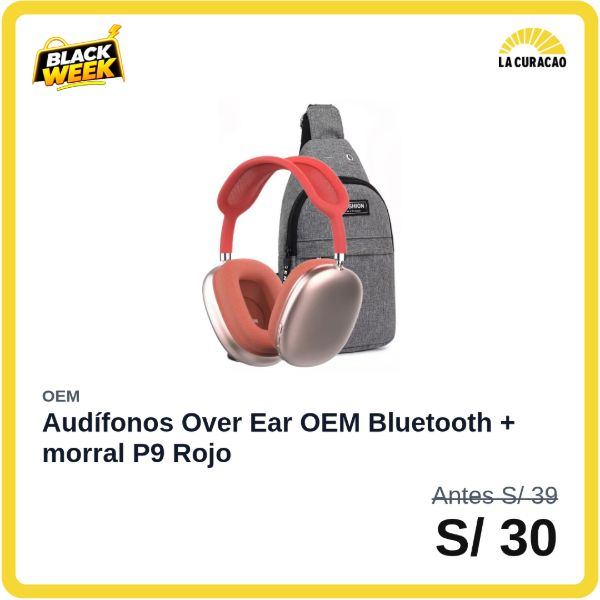 BLACK
WEEK
LA CURACAO
OEM
Audífonos Over Ear OEM Bluetooth +
morral P9 Rojo
Antes S/ 39
S/ 30